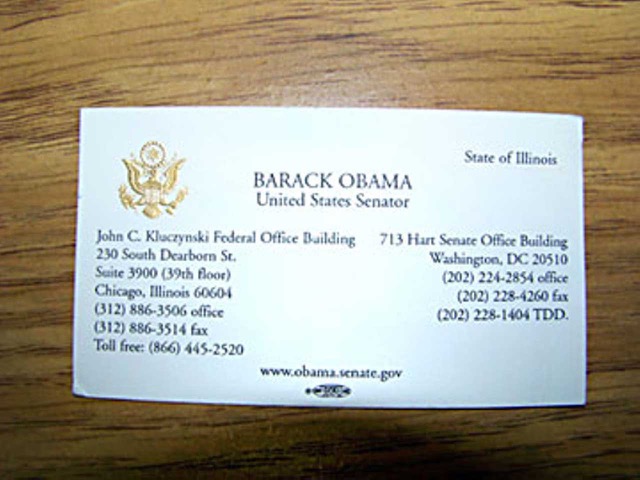 State of Illinois
BARACK OBAMA
United States Senator
John C. Kluczynski Federal Office Building
230 South Dearborn St.
Suite 3900 (39th floor)
Chicago, Illinois 60604
(312) 886-3506 office
(312) 886-3514 fax
Toll free: (866) 445-2520
713 Hart Senate Office Building
Washington, DC 20510
(202) 224-2854 office
(202) 228-4260 fax
(202) 228-1404 TDD.
www.obama.senate.gov